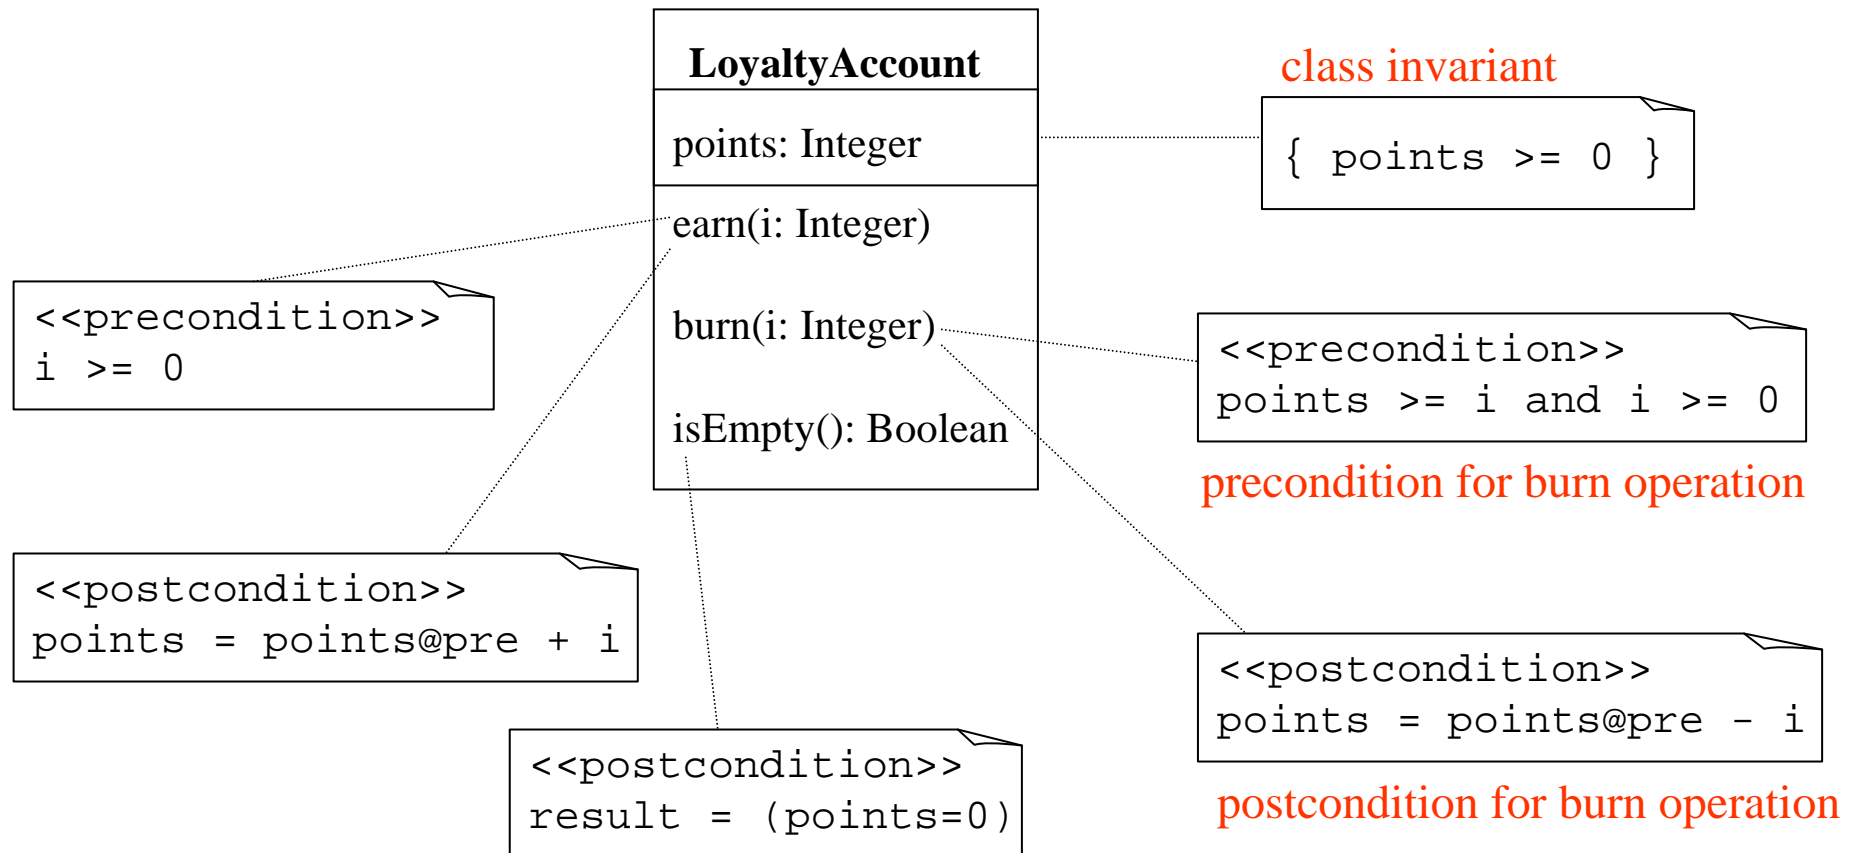 LoyaltyAccount
class invariant
points: Integer
{ points >= 0 }
earn(i: Integer)
<<precondition>>
i >= 0
burn(i: Integer)
<<precondition>>
points >= i and i >= 0
isEmpty(): Boolean
precondition for burn operation
<<postcondition>>
points = points@pre + i
<<postcondition>>
points = points@pre - i
<<postcondition>>
result = (points=0)
postcondition for burn operation